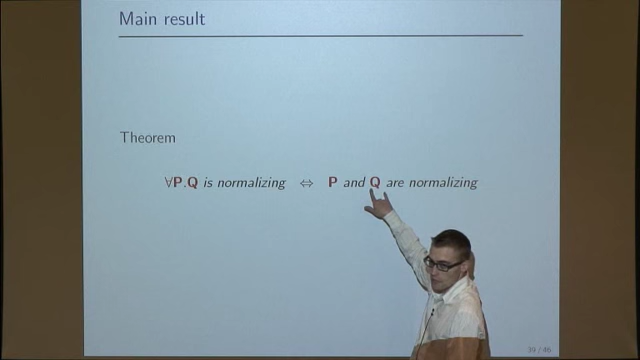 Main result
Theorem
∀P.Q is normalizing ⇔ P and Q are normalizing
39 / 46